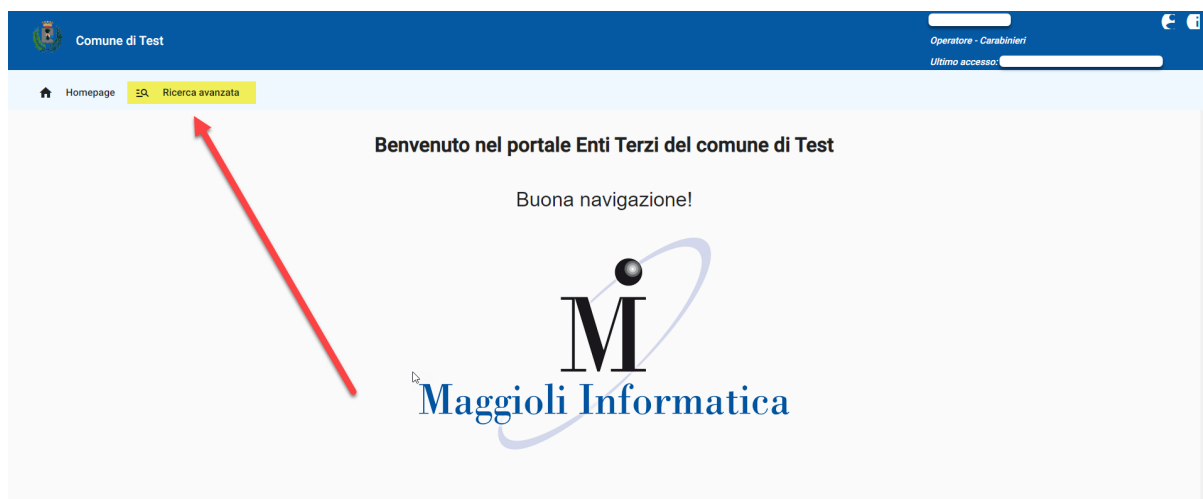 Comune di Test
Operatore - Carabinieri
Ultimo accesso:
Homepage
Ricerca avanzata
Benvenuto nel portale Enti Terzi del comune di Test
Buona navigazione!
Maggioli Informatica